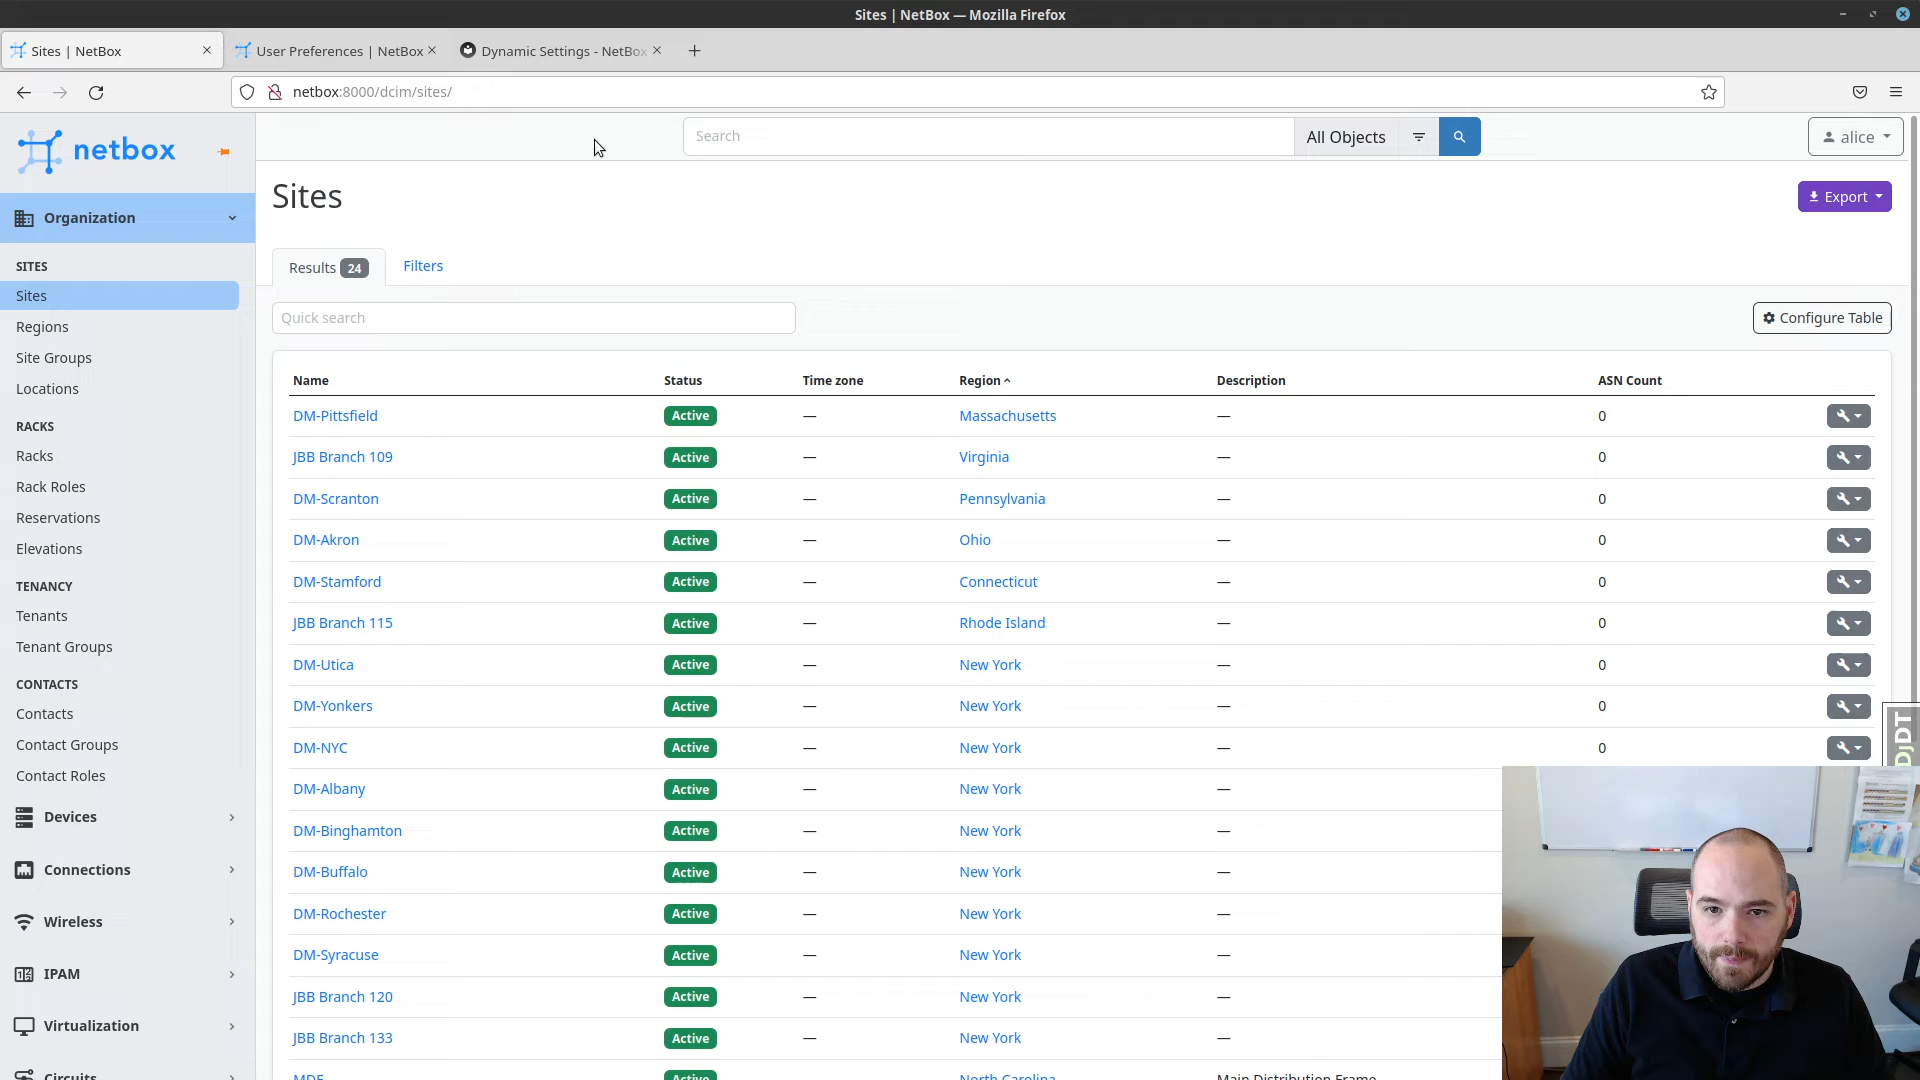 Sites | NetBox — Mozilla Firefox
Sites | NetBox
User Preferences | NetBox
Dynamic Settings - NetBox
netbox:8000/dcim/sites/
netbox
Search
All Objects
alice
Sites
Export
Organization
SITES
Sites
Regions
Site Groups
Locations
RACKS
Racks
Rack Roles
Reservations
Elevations
TENANCY
Tenants
Tenant Groups
CONTACTS
Contacts
Contact Groups
Contact Roles
Devices
Connections
Wireless
IPAM
Virtualization
Circuits
Results 24
Filters
Quick search
Configure Table
Name Status Time zone Region Description ASN Count
DM-Pittsfield Active — Massachusetts — 0
JBB Branch 109 Active — Virginia — 0
DM-Scranton Active — Pennsylvania — 0
DM-Akron Active — Ohio — 0
DM-Stamford Active — Connecticut — 0
JBB Branch 115 Active — Rhode Island — 0
DM-Utica Active — New York — 0
DM-Yonkers Active — New York — 0
DM-NYC Active — New York — 0
DM-Albany Active — New York —
DM-Binghamton Active — New York —
DM-Buffalo Active — New York —
DM-Rochester Active — New York —
DM-Syracuse Active — New York —
JBB Branch 120 Active — New York —
JBB Branch 133 Active — New York —
MDF Active — North Carolina Main Distribution Frame
DjDT